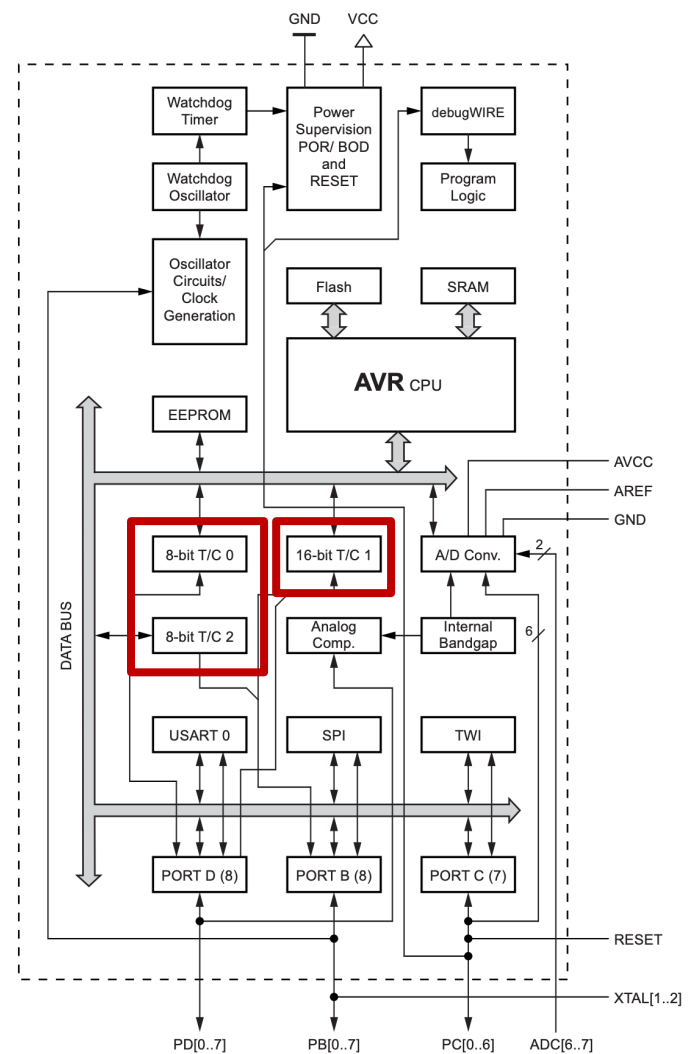 GND
VCC
Watchdog
Timer
Power
Supervision
POR/ BOD
and
RESET
debugWIRE
Watchdog
Oscillator
Program
Logic
Oscillator
Circuits/
Clock
Generation
Flash
SRAM
AVR CPU
EEPROM
AVCC
AREF
GND
8-bit T/C 0
16-bit T/C 1
A/D Conv.
2
DATA BUS
8-bit T/C 2
Analog
Comp.
Internal
Bandgap
6
USART 0
SPI
TWI
PORT D (8)
PORT B (8)
PORT C (7)
RESET
XTAL[1..2]
PD[0..7]
PB[0..7]
PC[0..6]
ADC[6..7]